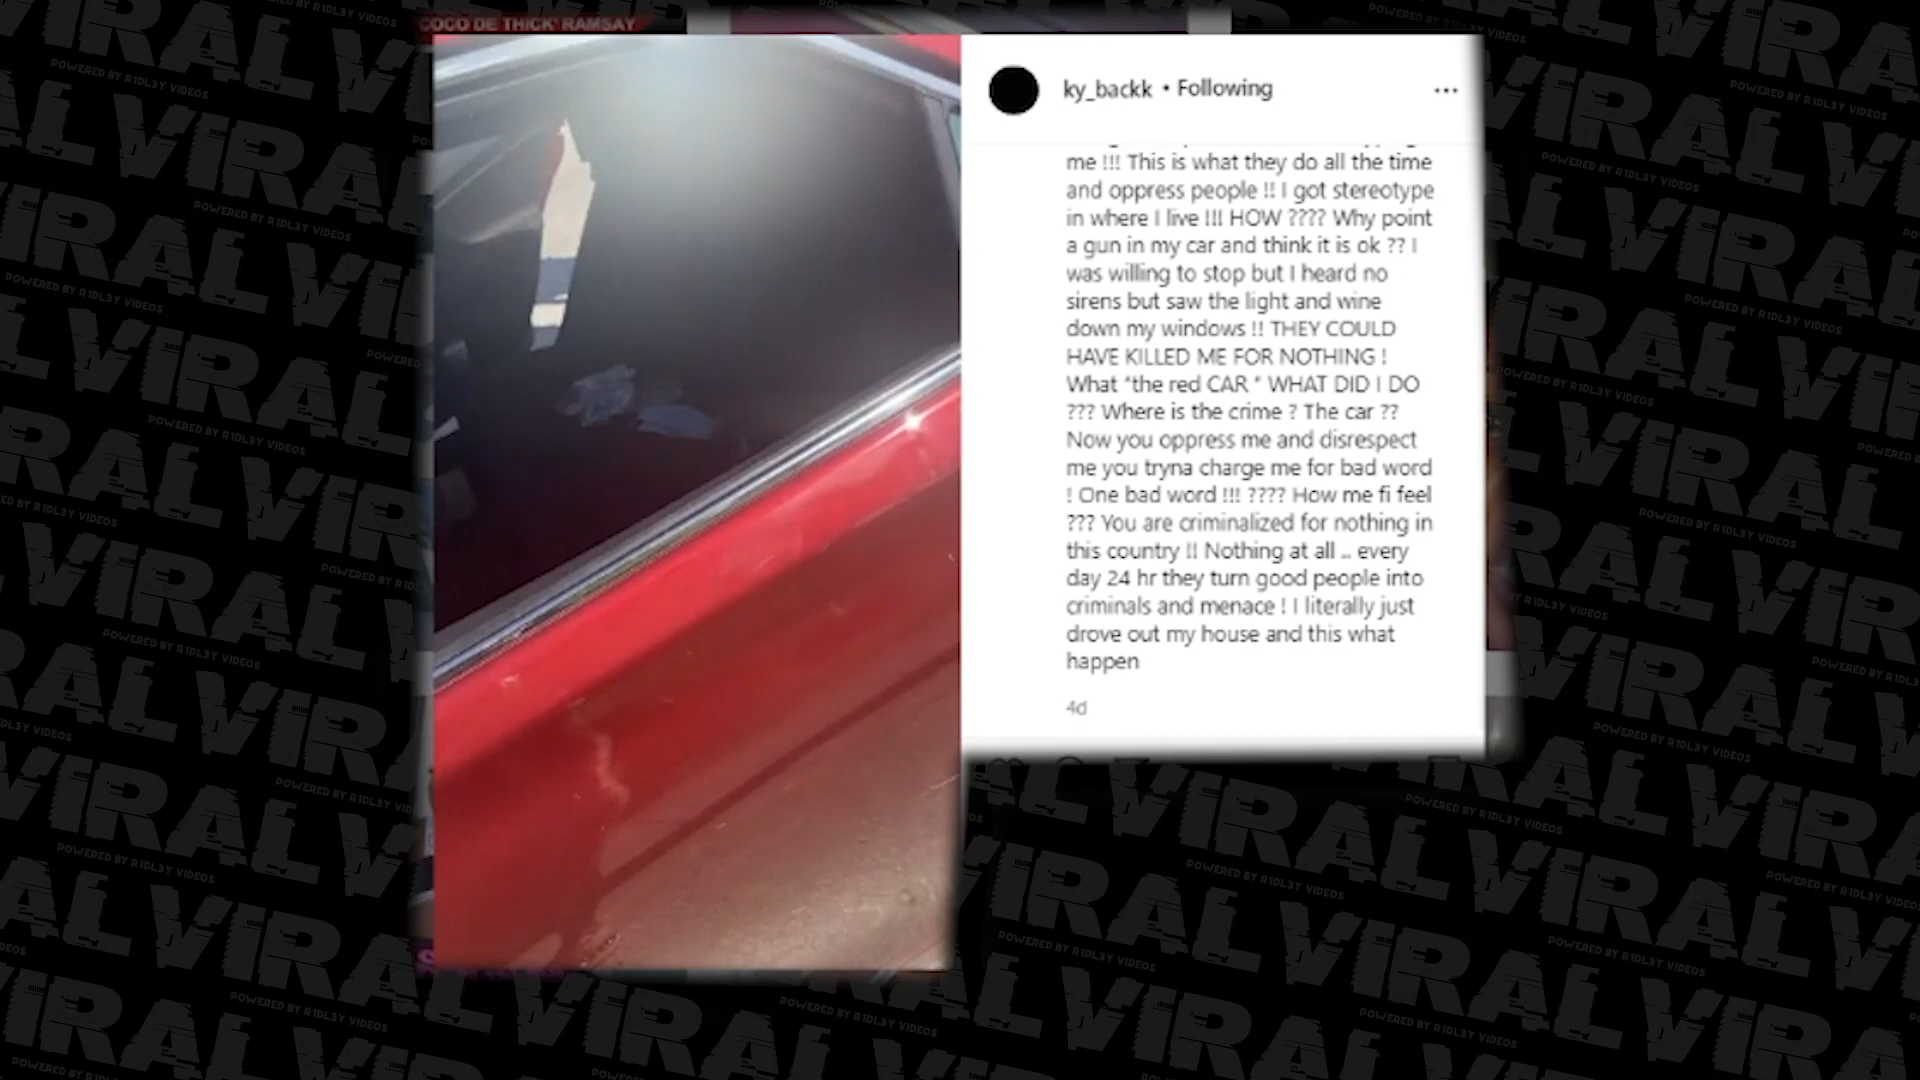 COCO DE THICK' RAMSAY
ky_backk • Following
me !!! This is what they do all the time
and oppress people !! I got stereotype
in where I live !!! HOW ???? Why point
a gun in my car and think it is ok ?? I
was willing to stop but I heard no
sirens but saw the light and wine
down my windows !! THEY COULD
HAVE KILLED ME FOR NOTHING !
What "the red CAR " WHAT DID I DO
??? Where is the crime ? The car ??
Now you oppress me and disrespect
me you tryna charge me for bad word
! One bad word !!! ???? How me fi feel
??? You are criminalized for nothing in
this country !! Nothing at all .. every
day 24 hr they turn good people into
criminals and menace ! I literally just
drove out my house and this what
happen
4d
VIRAL
POWERED BY R1DL3Y VIDEOS